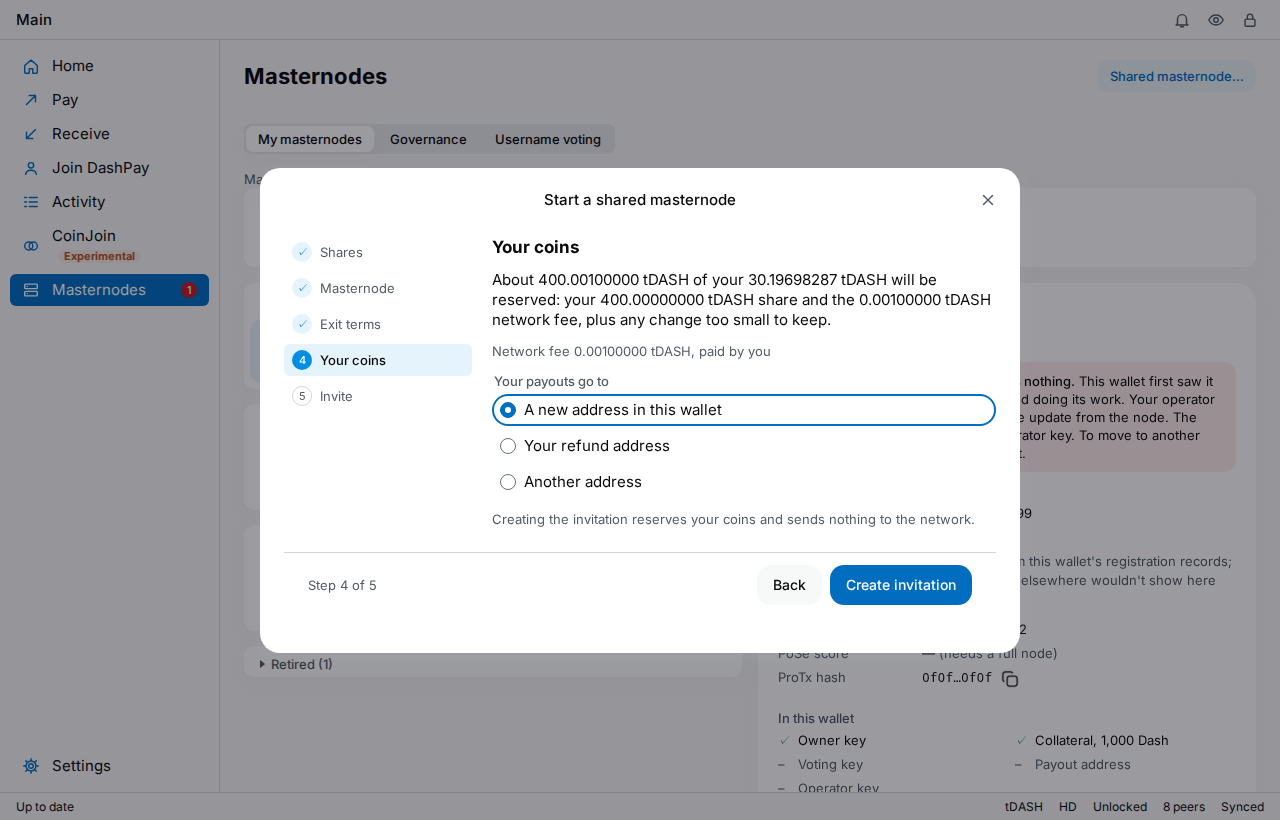 Main
Home
Pay
Receive
Join DashPay
Activity
CoinJoin
Experimental
Masternodes
1
Settings
Masternodes
Shared masternode...
My masternodes
Governance
Username voting
Start a shared masternode
✓ Shares
✓ Masternode
✓ Exit terms
4 Your coins
5 Invite
Your coins
About 400.00100000 tDASH of your 30.19698287 tDASH will be
reserved: your 400.00000000 tDASH share and the 0.00100000 tDASH
network fee, plus any change too small to keep.
Network fee 0.00100000 tDASH, paid by you
Your payouts go to
A new address in this wallet
Your refund address
Another address
Creating the invitation reserves your coins and sends nothing to the network.
Step 4 of 5
Back
Create invitation
nothing. This wallet first saw it
doing its work. Your operator
update from the node. The
key. To move to another
99
this wallet's registration records;
elsewhere wouldn't show here
2
PoSe score
— (needs a full node)
Retired (1)
ProTx hash
0f0f…0f0f
In this wallet
✓ Owner key
✓ Collateral, 1,000 Dash
– Voting key
– Payout address
Operator key
Up to date
tDASH
HD
Unlocked
8 peers
Synced